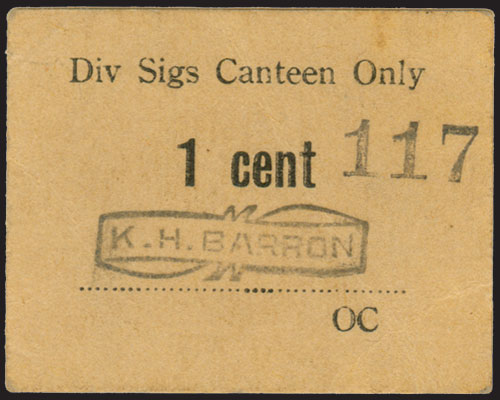 Div Sigs Canteen Only
1 cent 117
K.H. BARRON
OC